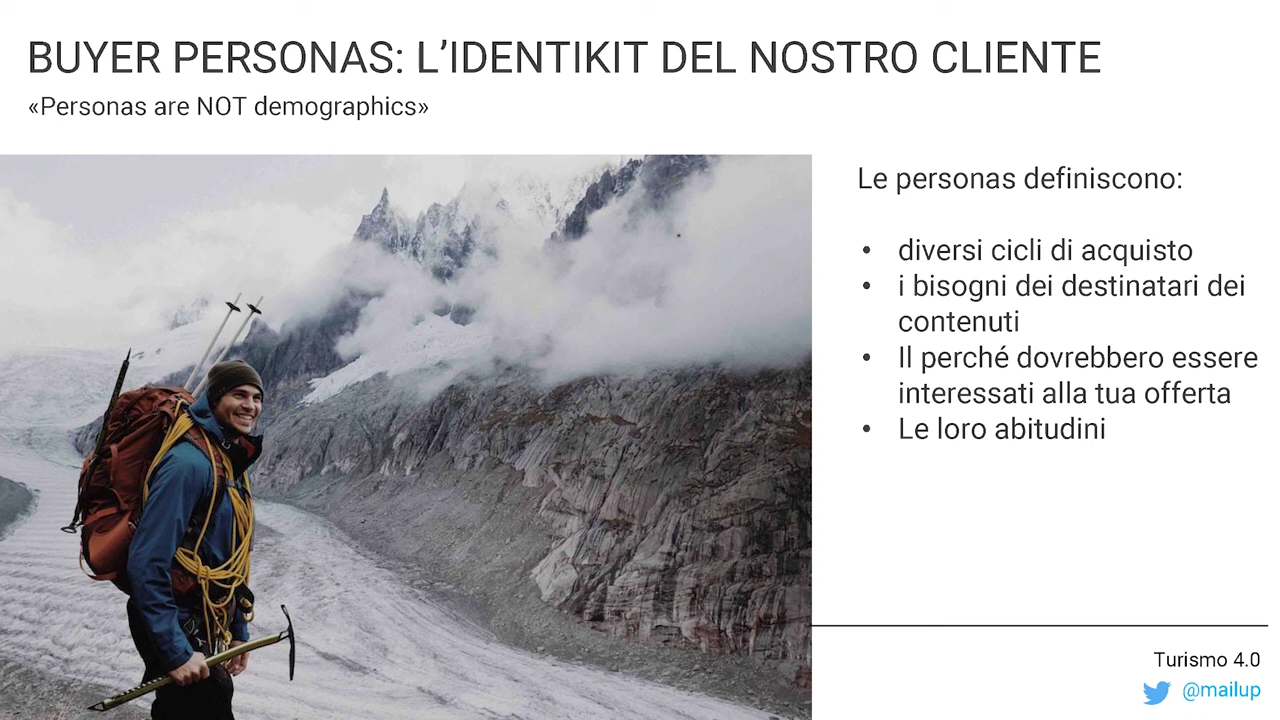 BUYER PERSONAS: L’IDENTIKIT DEL NOSTRO CLIENTE
«Personas are NOT demographics»
Le personas definiscono:
• diversi cicli di acquisto
• i bisogni dei destinatari dei
contenuti
• Il perché dovrebbero essere
interessati alla tua offerta
• Le loro abitudini
Turismo 4.0
@mailup